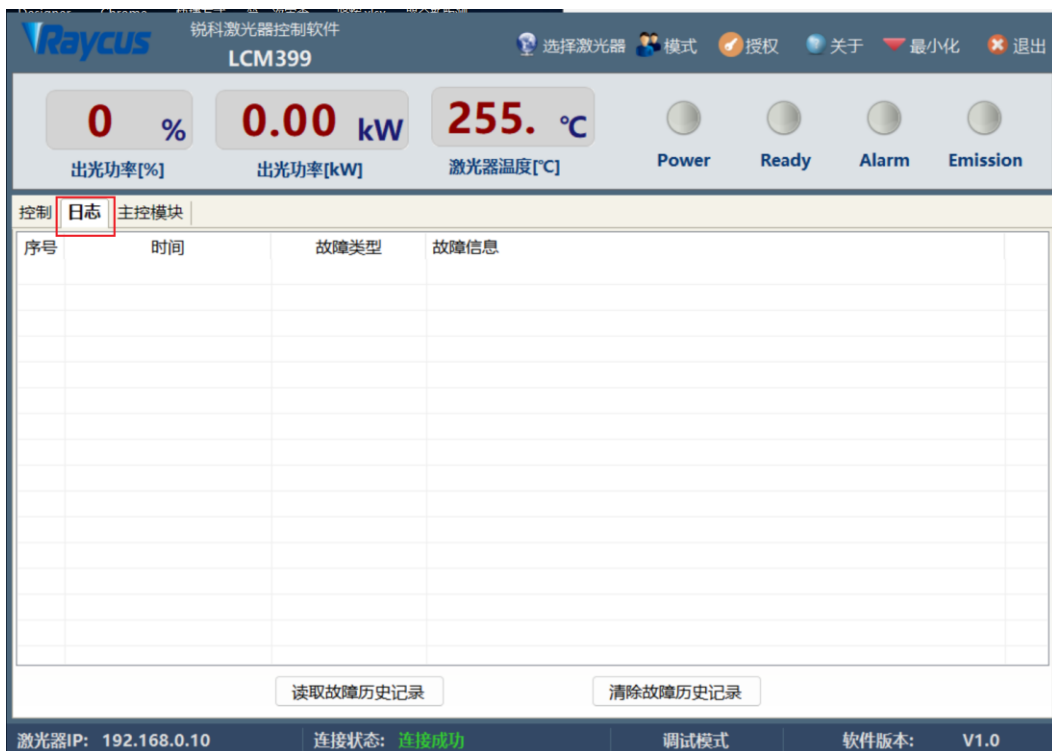 Raycus
锐科激光器控制软件
LCM399
选择激光器 模式 授权 关于 最小化 退出
0 % 0.00 kW 255. ℃
出光功率[%] 出光功率[kW] 激光器温度[℃] Power Ready Alarm Emission
控制 日志 主控模块
序号 时间 故障类型 故障信息
读取故障历史记录 清除故障历史记录
激光器IP: 192.168.0.10 连接状态: 连接成功 调试模式 软件版本: V1.0